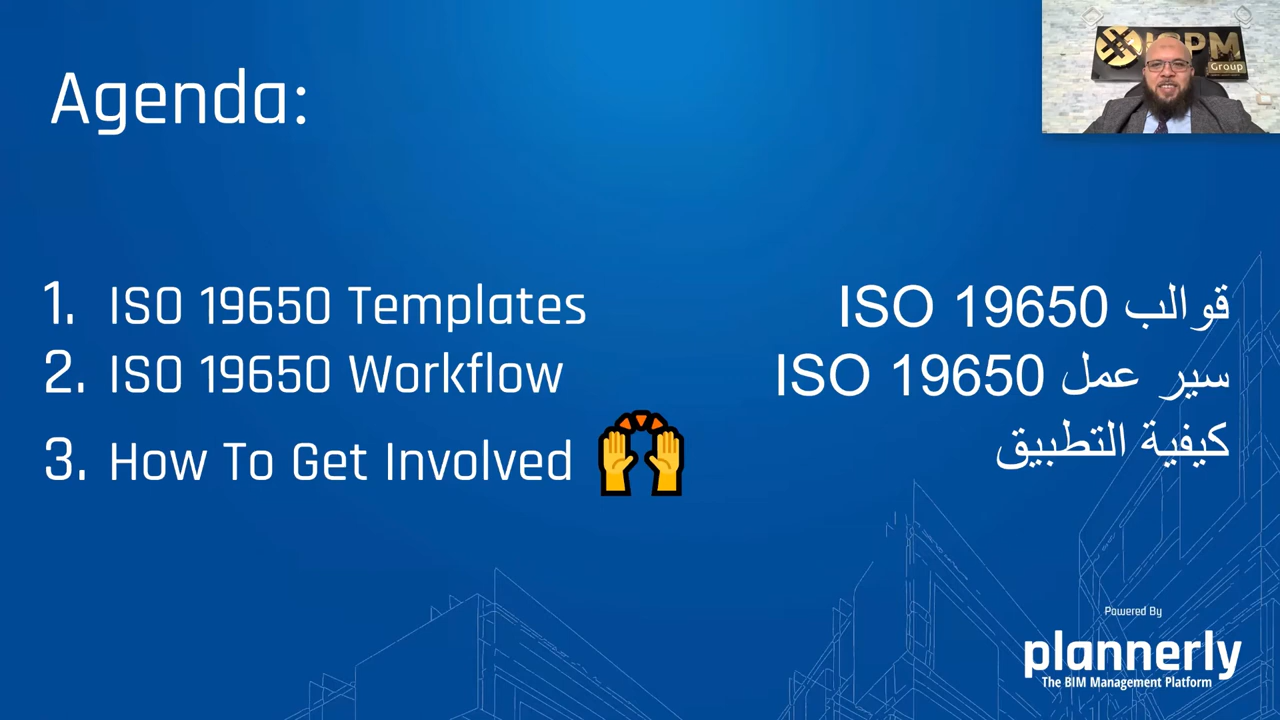 Agenda:
1. ISO 19650 Templates
2. ISO 19650 Workflow
3. How To Get Involved
قوالب ISO 19650
سير عمل ISO 19650
كيفية التطبيق
Group
Powered By
plannerly
The BIM Management Platform